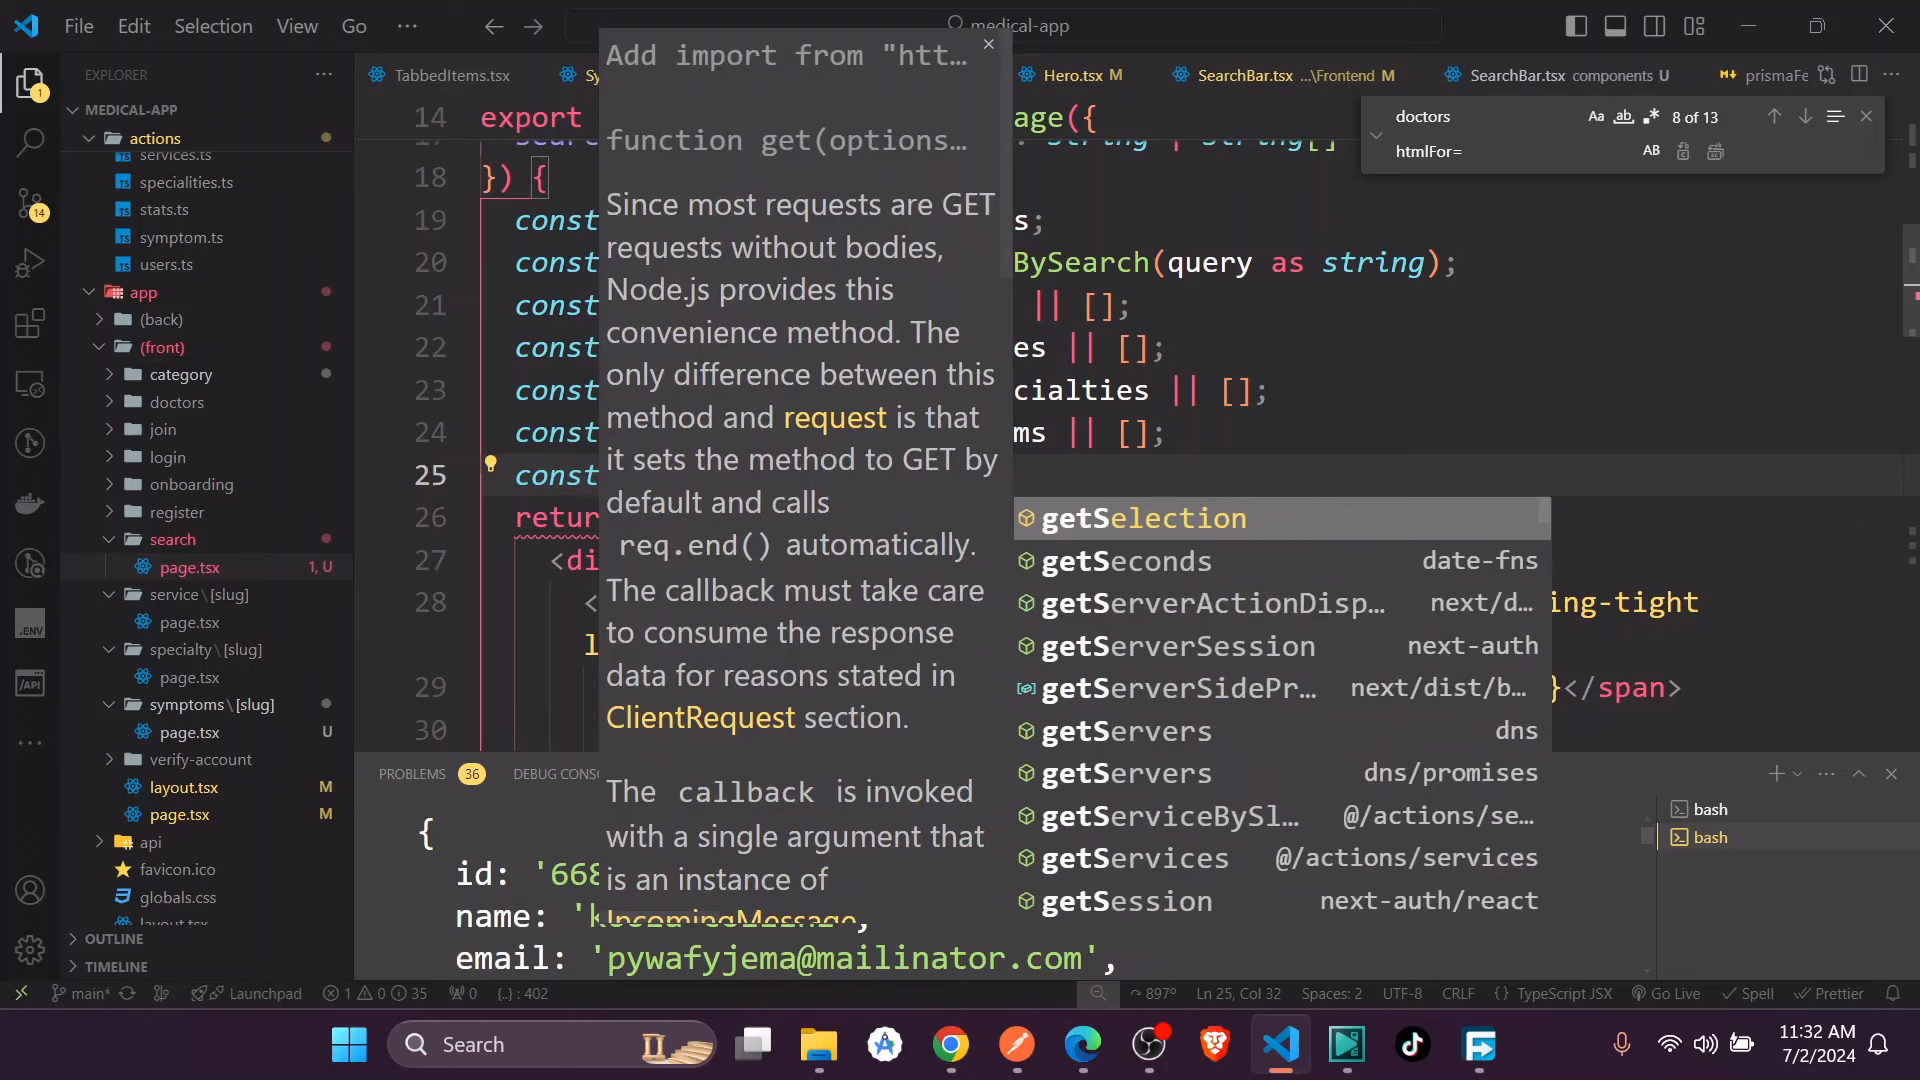 File Edit Selection View Go ···
medical-app
EXPLORER
MEDICAL-APP
actions
services.ts
specialities.ts
stats.ts
symptom.ts
users.ts
app
(back)
(front)
category
doctors
join
login
onboarding
register
search
page.tsx 1, U
service\[slug]
page.tsx
specialty\[slug]
page.tsx
symptoms\[slug]
page.tsx U
verify-account
layout.tsx M
page.tsx M
api
favicon.ico
globals.css
layout.tsx
OUTLINE
TIMELINE
TabbedItems.tsx
Sy
Hero.tsx M
SearchBar.tsx ...\Frontend M
SearchBar.tsx components U
prismaFe
doctors
Aa ab 8 of 13
htmlFor=
AB
14 export age({
18 }) {
19 const s;
20 const BySearch(query as string);
21 const || [];
22 const es || [];
23 const cialties || [];
24 const ms || [];
25 const
26 retur
27 <di
28 < ing-tight
l
29 }</span>
30
Add import from "htt…
function get(options…
Since most requests are GET
requests without bodies,
Node.js provides this
convenience method. The
only difference between this
method and request is that
it sets the method to GET by
default and calls
req.end() automatically.
The callback must take care
to consume the response
data for reasons stated in
ClientRequest section.
The callback is invoked
with a single argument that
is an instance of
IncomingMessage
getSelection
getSeconds date-fns
getServerActionDisp… next/d…
getServerSession next-auth
getServerSidePr… next/dist/b…
getServers dns
getServers dns/promises
getServiceBySl… @/actions/se…
getServices @/actions/services
getSession next-auth/react
PROBLEMS 36 DEBUG CONS
{
id: '668
name: 'k ,
email: 'pywafyjema@mailinator.com',
bash
bash
main* Launchpad 1 0 35 0 {..} : 402
897º Ln 25, Col 32 Spaces: 2 UTF-8 CRLF {} TypeScript JSX Go Live Spell Prettier
1
14
.ENV
/API
Search
11:32 AM
7/2/2024